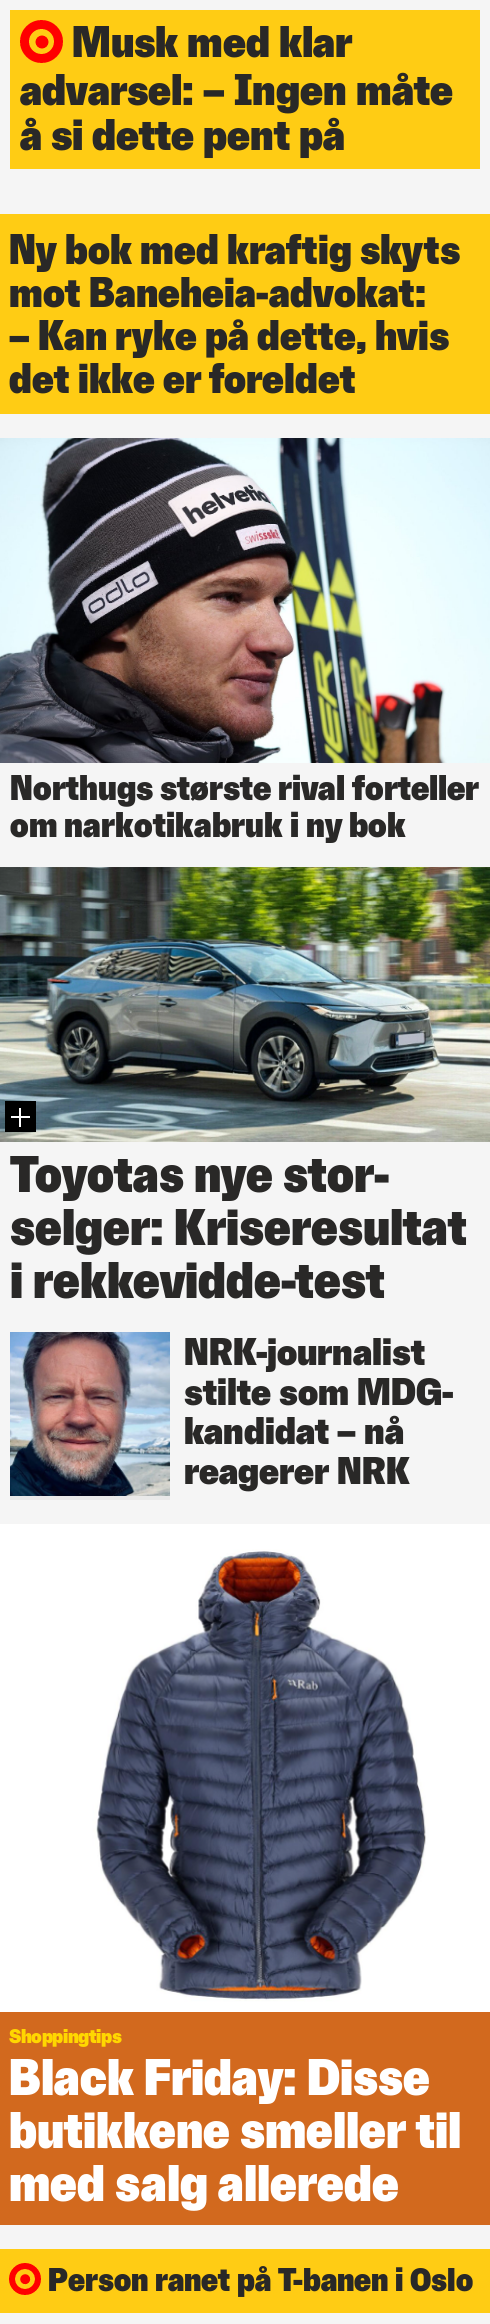 Musk med klar
advarsel: – Ingen måte
å si dette pent på
Ny bok med kraftig skyts
mot Baneheia-advokat:
– Kan ryke på dette, hvis
det ikke er foreldet
helvetia
swissski
odlo
Northugs største rival forteller
om narkotikabruk i ny bok
Toyotas nye stor-
selger: Kriseresultat
i rekkevidde-test
NRK-journalist
stilte som MDG-
kandidat – nå
reagerer NRK
Rab
Shoppingtips
Black Friday: Disse
butikkene smeller til
med salg allerede
Person ranet på T-banen i Oslo